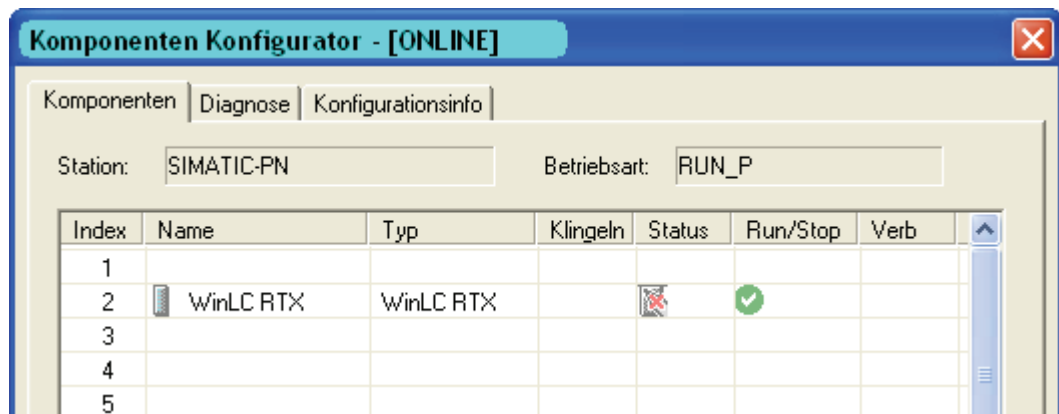 Komponenten Konfigurator - [ONLINE]
Komponenten Diagnose Konfigurationsinfo
Station: SIMATIC-PN Betriebsart: RUN_P
Index Name Typ Klingeln Status Run/Stop Verb
1
2 WinLC RTX WinLC RTX
3
4
5